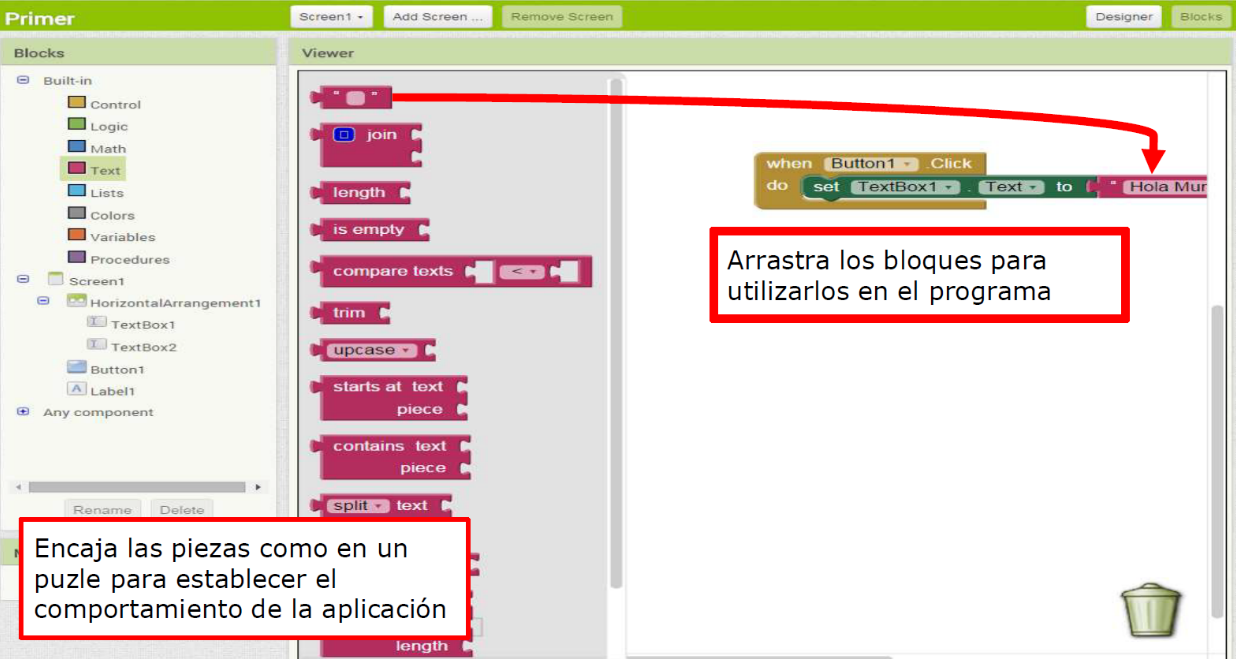 Primer
Screen1
Add Screen ...
Remove Screen
Designer
Blocks
Blocks
Built-in
Control
Logic
Math
Text
Lists
Colors
Variables
Procedures
Screen1
HorizontalArrangement1
TextBox1
TextBox2
Button1
Label1
Any component
Rename
Delete
Viewer
" "
join
length
is empty
compare texts <
trim
upcase
starts at text
piece
contains text
piece
split text
length
when Button1 .Click
do set TextBox1 . Text to " Hola Mur
Arrastra los bloques para
utilizarlos en el programa
Encaja las piezas como en un
puzle para establecer el
comportamiento de la aplicación